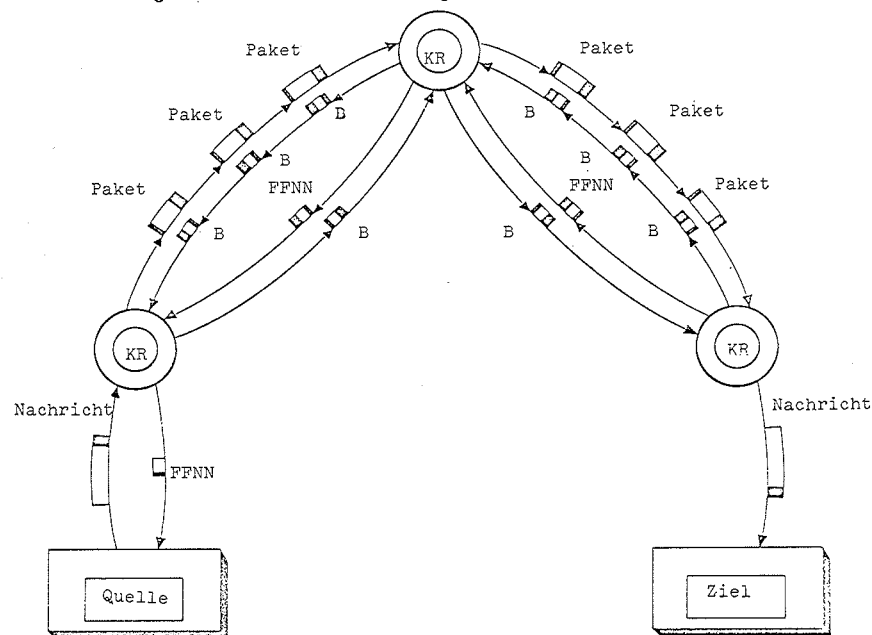 Paket
KR
Paket
Paket
B
Paket
B
B
B
Paket
FFNN
FFNN
Paket
B
B
B
B
KR
KR
Nachricht
Nachricht
FFNN
Quelle
Ziel